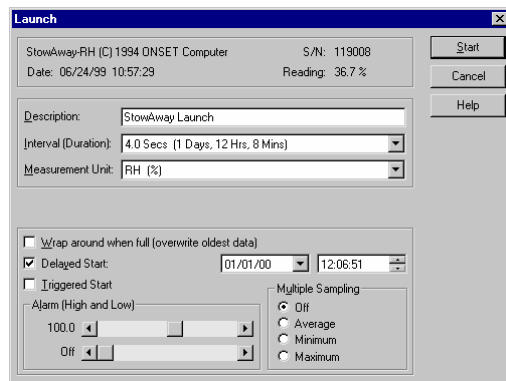 Launch
StowAway-RH (C) 1994 ONSET Computer S/N: 119008
Date: 06/24/99 10:57:29 Reading: 36.7 %
Start
Cancel
Help
Description: StowAway Launch
Interval (Duration): 4.0 Secs (1 Days, 12 Hrs, 8 Mins)
Measurement Unit: RH (%)
Wrap around when full (overwrite oldest data)
Delayed Start: 01/01/00 12:06:51
Triggered Start
Alarm (High and Low)
100.0
Off
Multiple Sampling
Off
Average
Minimum
Maximum